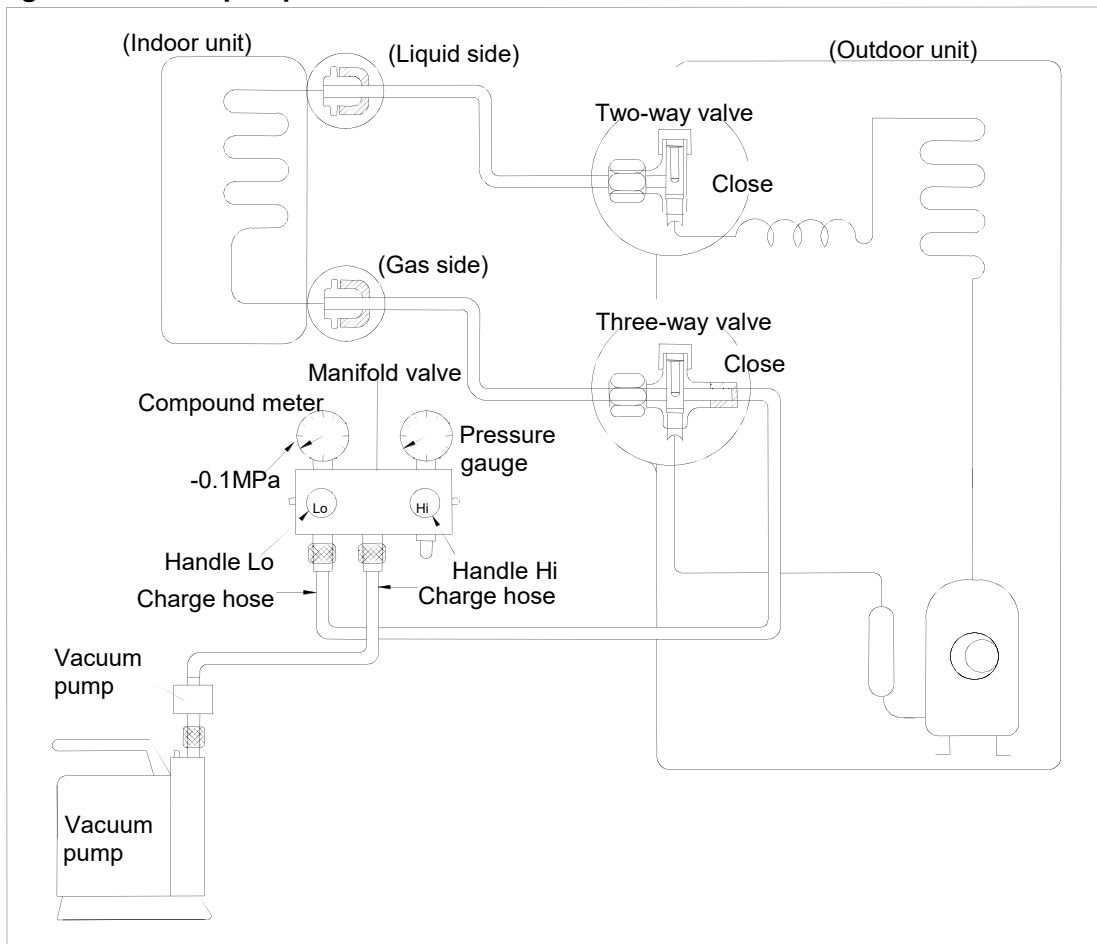 (Indoor unit)
(Liquid side)
(Outdoor unit)
Two-way valve
Close
(Gas side)
Three-way valve
Close
Manifold valve
Compound meter
Pressure
gauge
-0.1MPa
Lo
Hi
Handle Lo
Handle Hi
Charge hose
Charge hose
Vacuum
pump
Vacuum
pump